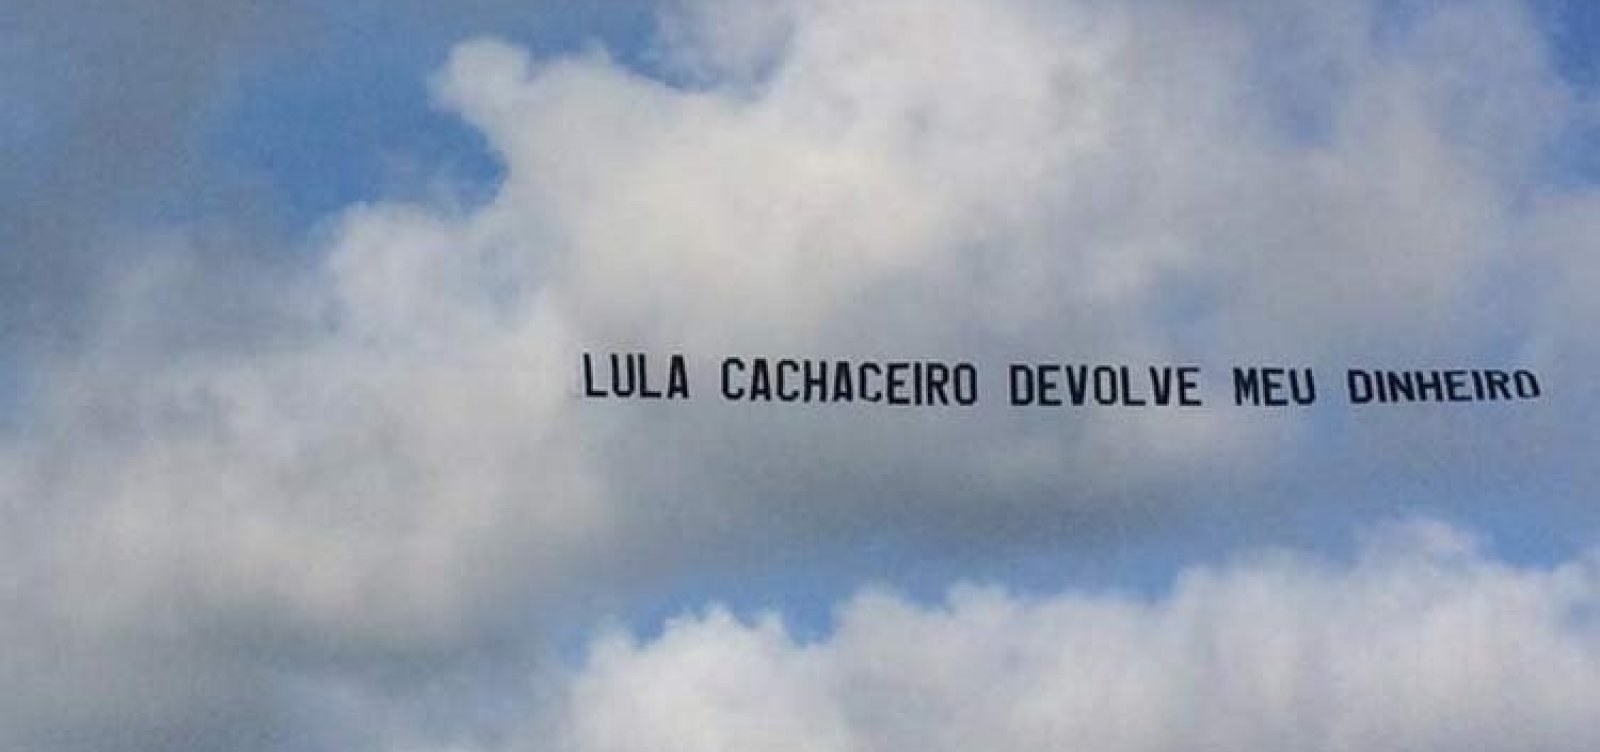 LULA CACHACEIRO DEVOLVE MEU DINHEIRO